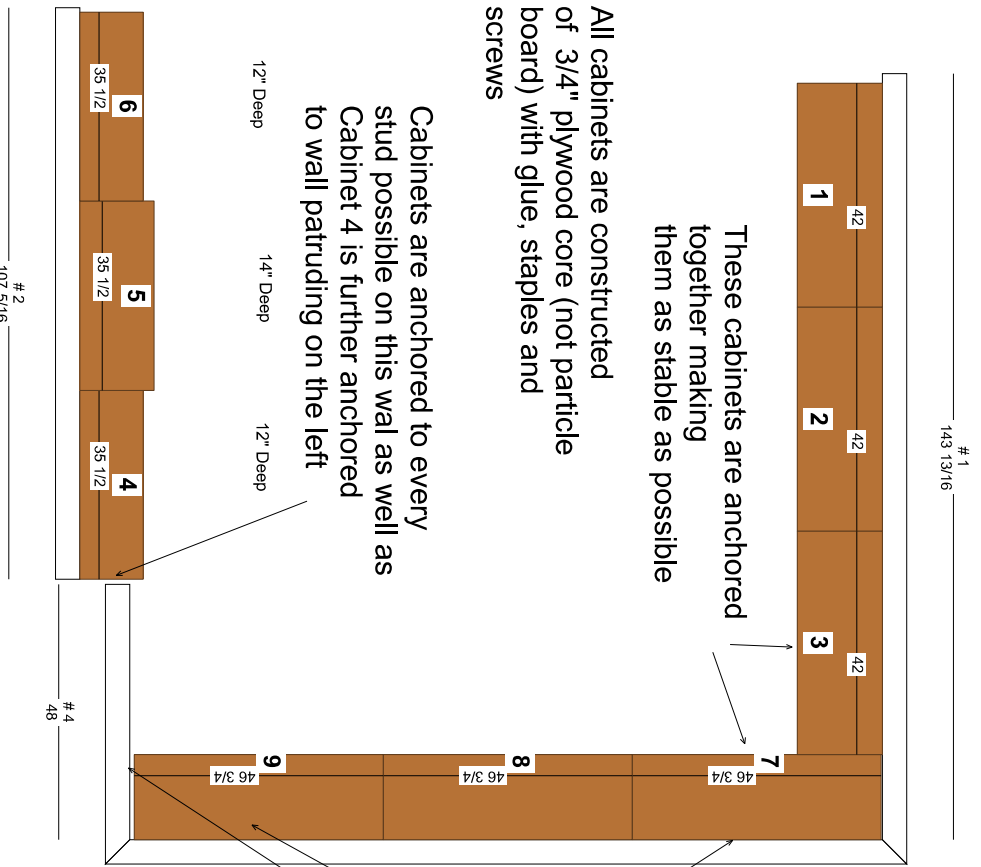 # 1
143 13/16
42
42
42
1
2
3
These cabinets are anchored
together making
them as stable as possible
7
46 3/4
8
46 3/4
9
46 3/4
All cabinets are constructed
of 3/4" plywood core (not particle
board) with glue, staples and
screws
Cabinets are anchored to every
stud possible on this wal as well as
Cabinet 4 is further anchored
to wall patruding on the left
12" Deep
14" Deep
12" Deep
6
5
4
35 1/2
35 1/2
35 1/2
# 4
48
# 2
107 5/16